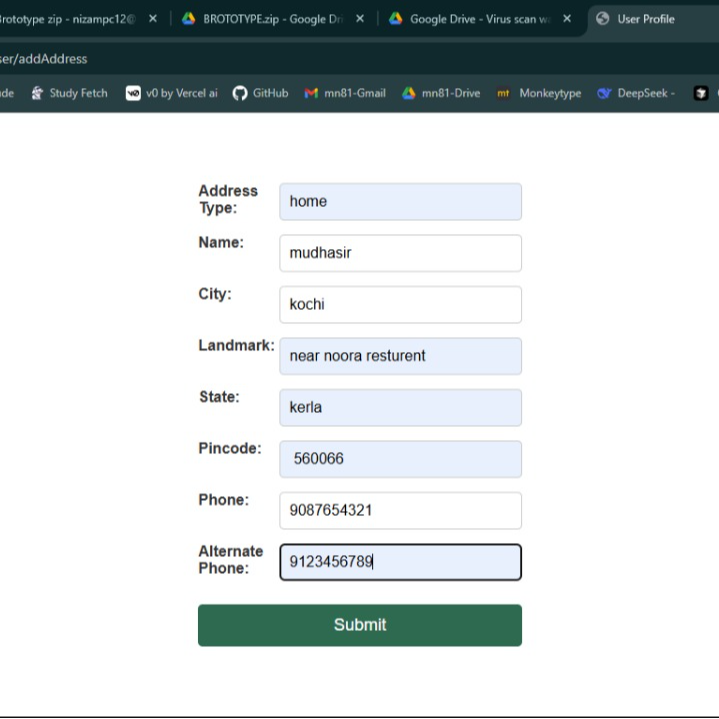 Brototype zip - nizampc12@
BROTOTYPE.zip - Google Dri
Google Drive - Virus scan w
User Profile
ser/addAddress
de
Study Fetch
v0 by Vercel ai
GitHub
mn81-Gmail
mn81-Drive
mt
Monkeytype
DeepSeek -
Address
Type:
home
Name:
mudhasir
City:
kochi
Landmark:
near noora resturent
State:
kerla
Pincode:
560066
Phone:
9087654321
Alternate
Phone:
9123456789
Submit